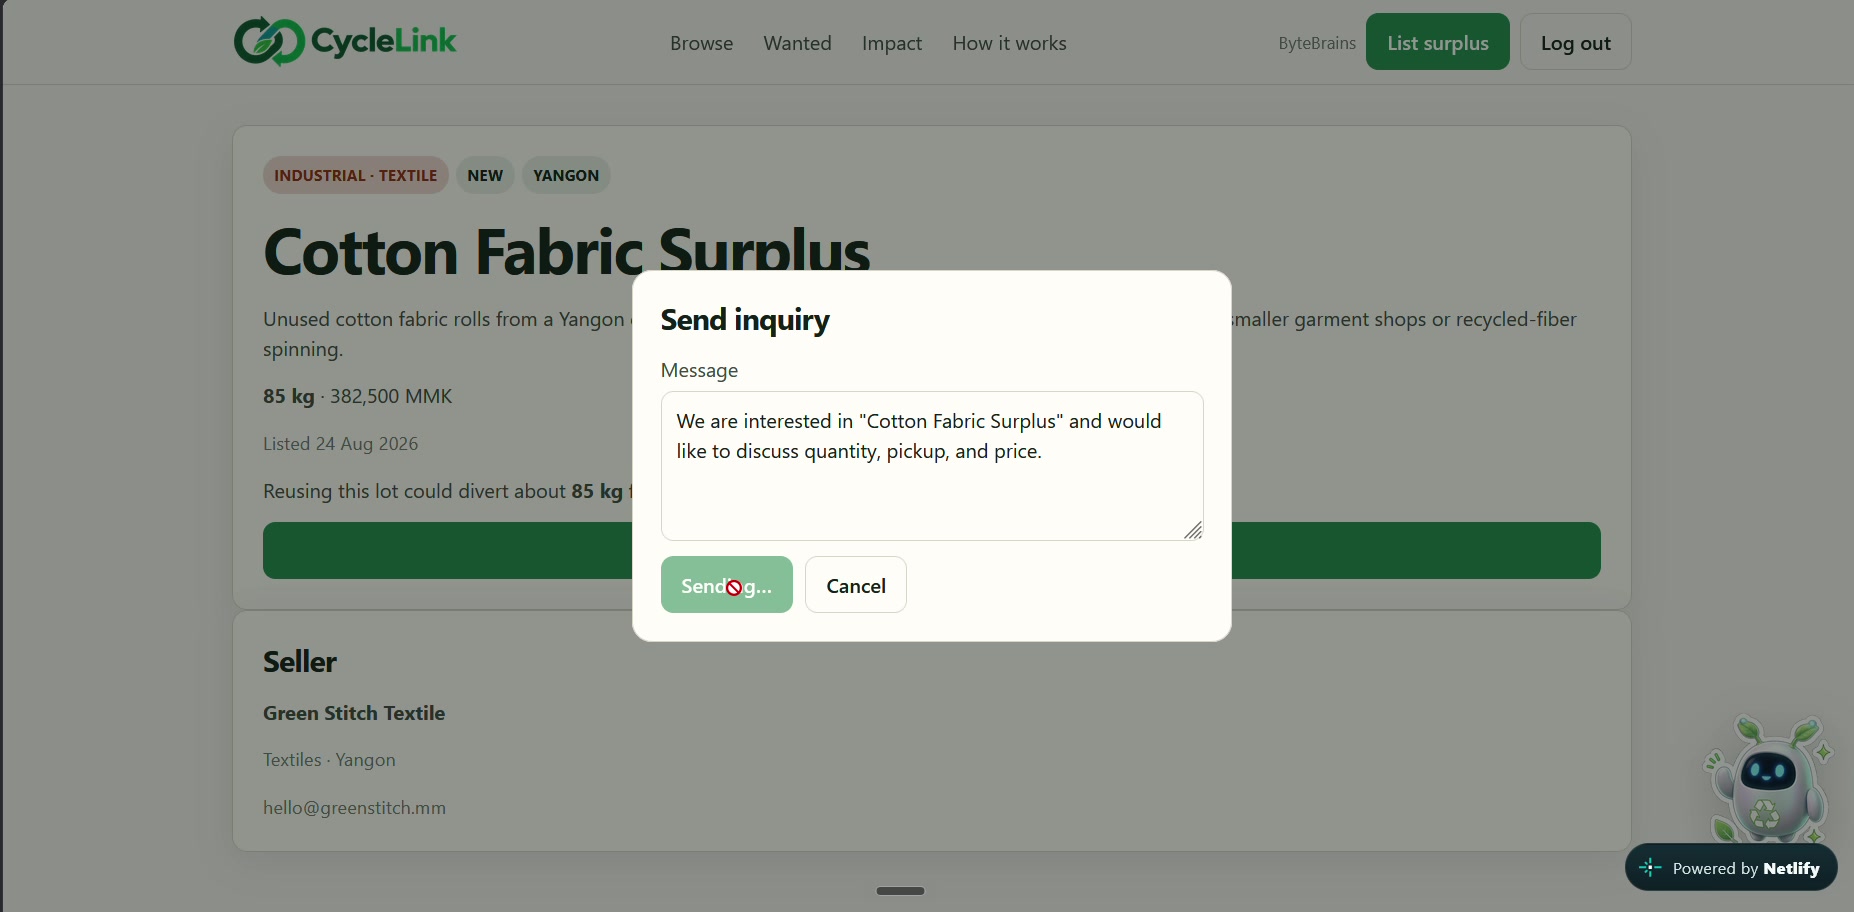 CycleLink
Browse Wanted Impact How it works
ByteBrains List surplus Log out
INDUSTRIAL · TEXTILE NEW YANGON
Cotton Fabric Surplus
Unused cotton fabric rolls from a Yangon
smaller garment shops or recycled-fiber
spinning.
85 kg · 382,500 MMK
Listed 24 Aug 2026
Reusing this lot could divert about 85 kg
Send inquiry
Message
We are interested in "Cotton Fabric Surplus" and would
like to discuss quantity, pickup, and price.
Sending...
Cancel
Seller
Green Stitch Textile
Textiles · Yangon
hello@greenstitch.mm
Powered by Netlify